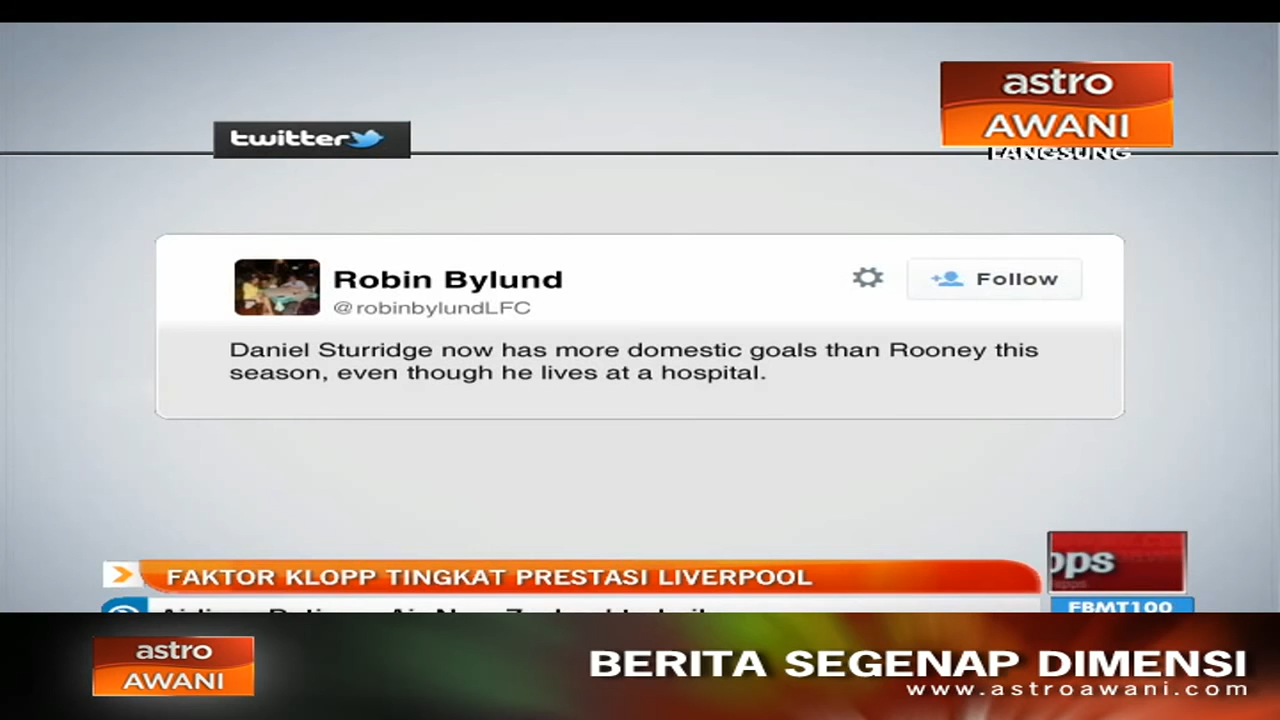 twitter
astro
AWANI
LANGSUNG
Robin Bylund
@robinbylundLFC
Follow
Daniel Sturridge now has more domestic goals than Rooney this
season, even though he lives at a hospital.
FAKTOR KLOPP TINGKAT PRESTASI LIVERPOOL
pps
FBMT100
astro
AWANI
BERITA SEGENAP DIMENSI
www.astroawani.com